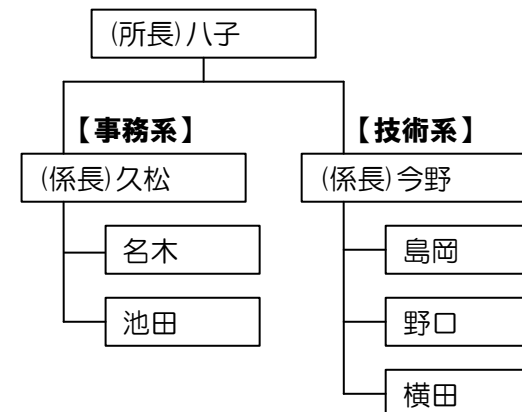 (所長)八子
【事務系】
(係長)久松
名木
池田
【技術系】
(係長)今野
島岡
野口
横田